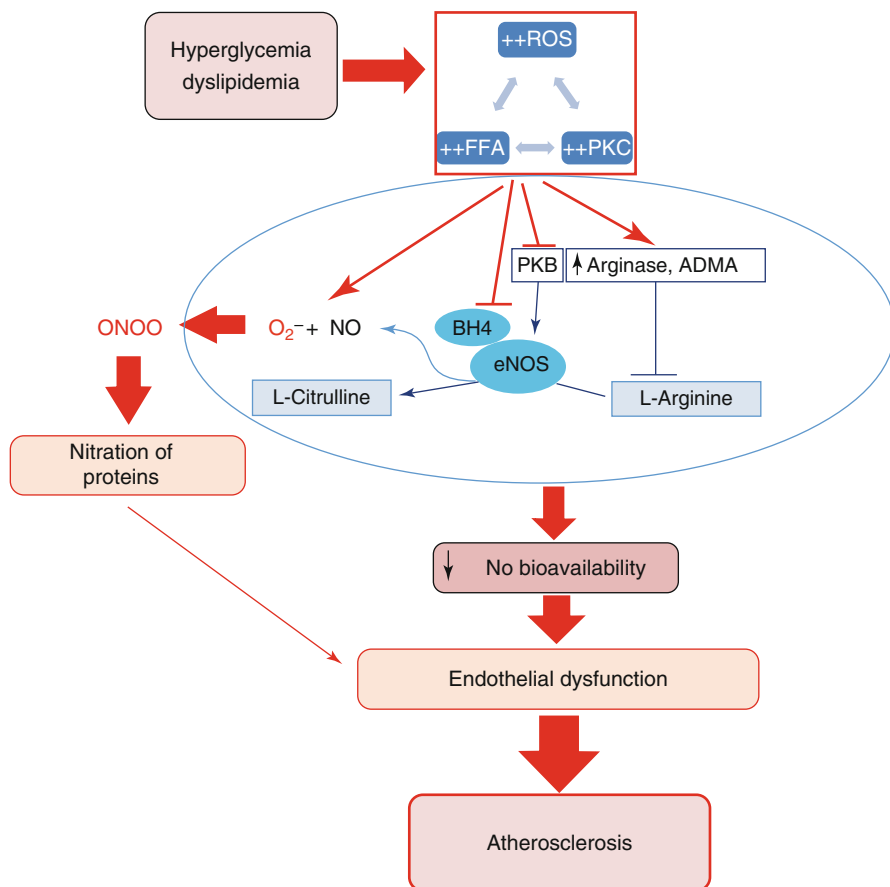 Hyperglycemia
dyslipidemia
++ROS
++FFA
++PKC
PKB
Arginase, ADMA
ONOO
O₂⁻ + NO
BH4
eNOS
L-Citrulline
L-Arginine
Nitration of
proteins
No bioavailability
Endothelial dysfunction
Atherosclerosis